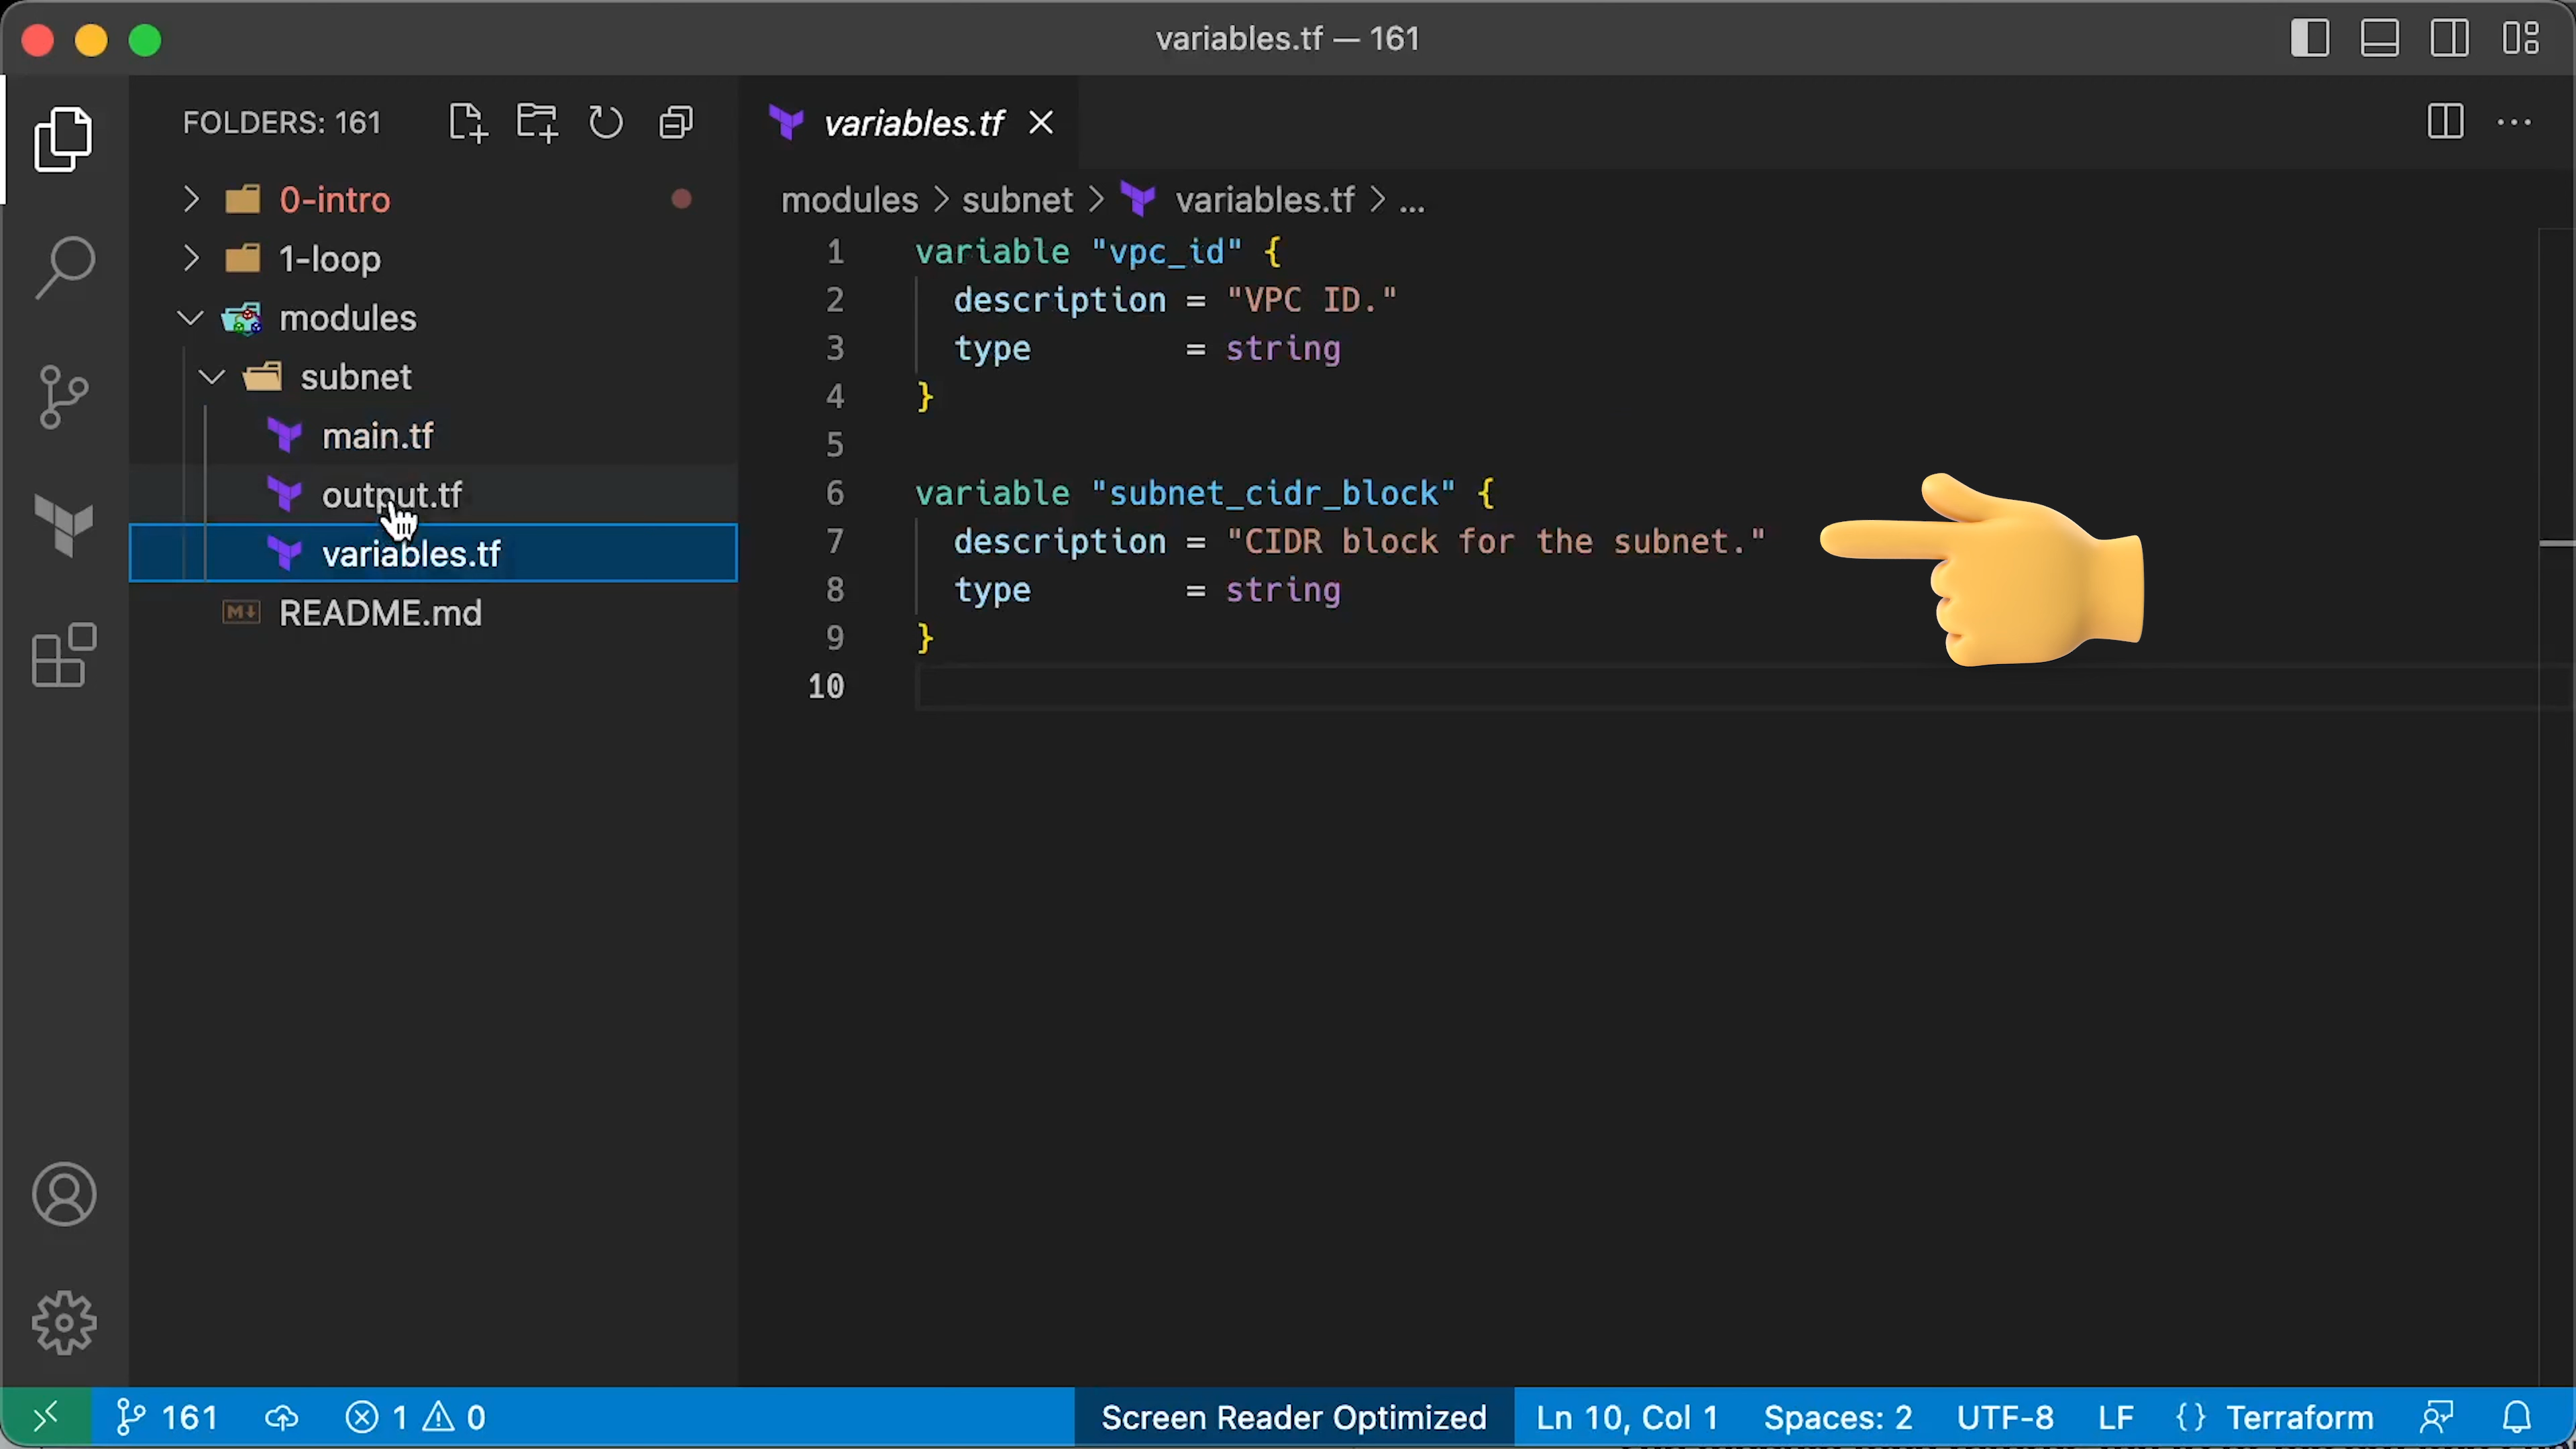 variables.tf — 161
FOLDERS: 161
0-intro
1-loop
modules
subnet
main.tf
output.tf
variables.tf
README.md
variables.tf
modules > subnet > variables.tf > ...
1 variable "vpc_id" {
2 description = "VPC ID."
3 type = string
4 }
5
6 variable "subnet_cidr_block" {
7 description = "CIDR block for the subnet."
8 type = string
9 }
10
161 1 0 Screen Reader Optimized Ln 10, Col 1 Spaces: 2 UTF-8 LF {} Terraform